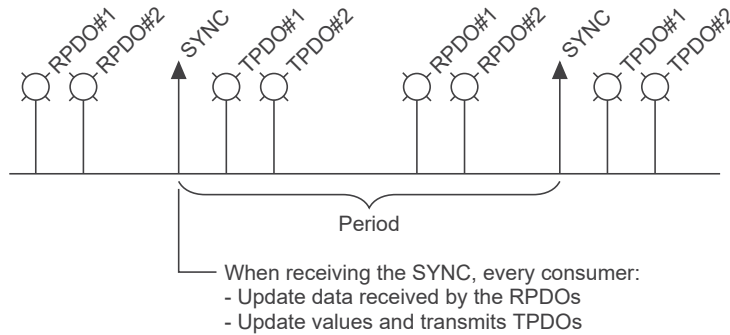 RPDO#1
RPDO#2
SYNC
TPDO#1
TPDO#2
RPDO#1
RPDO#2
SYNC
TPDO#1
TPDO#2
Period
When receiving the SYNC, every consumer:
- Update data received by the RPDOs
- Update values and transmits TPDOs